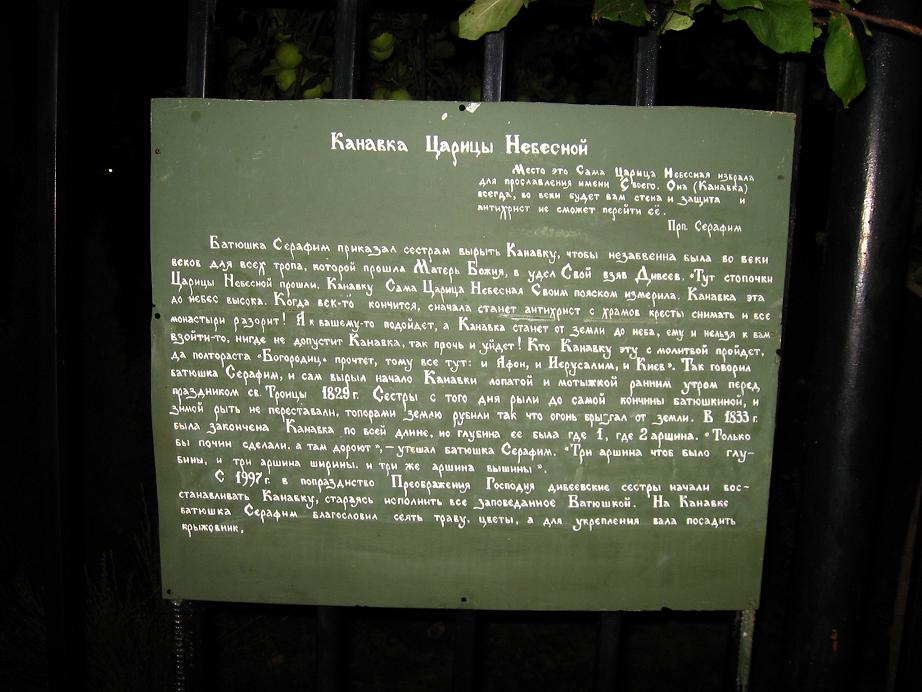 Канавка Царицы Небесной
Место это Сама Царица Небесная избрала
для прославления имени Своего. Она (Канавка)
всегда, во веки будет вам стена и защита и
антихрист не сможет перейти её.
Прп. Серафим
Батюшка Серафим приказал сестрам вырыть Канавку, чтобы незабвенна была во веки
веков для всех тропа, которой прошла Матерь Божия, в удел Свой взяв Дивеев. «Тут стопочки
Царицы Небесной прошли. Канавку Сама Царица Небесная Своим пояском измерила. Канавка эта
до небес высока. Когда век-то кончится, сначала станет антихрист с храмов кресты снимать и все
монастыри разорит! А к вашему-то подойдет, а Канавка станет от земли до неба, ему и нельзя к вам
взойти-то, нигде не допустит Канавка, так прочь и уйдет! Кто Канавку эту с молитвой пройдет,
да полтораста «Богородиц» прочтет, тому все тут: и Афон, и Иерусалим, и Киев». Так говорил
батюшка Серафим, и сам вырыл начало Канавки лопатой и мотыжкой ранним утром перед
праздником св. Троицы 1829 г. Сестры с того дня рыли до самой кончины батюшкиной, и
зимой рыть не переставали, топорами землю рубили так что огонь брызгал от земли. В 1833 г.
была закончена Канавка по всей длине, но глубина ее была где 1, где 2 аршина. «Только
бы почин сделали. а там дороют», – утешал батюшка Серафим. «Три аршина чтоб было глу-
бины, и три аршина ширины. и три же аршина вышины».
С 1997 г. в попразднство Преображения Господня дивеевские сестры начали вос-
станавливать Канавку, стараясь исполнить все заповеданное Батюшкой. На Канавке
батюшка Серафим благословил сеять траву, цветы, а для укрепления вала посадить
крыжовник.